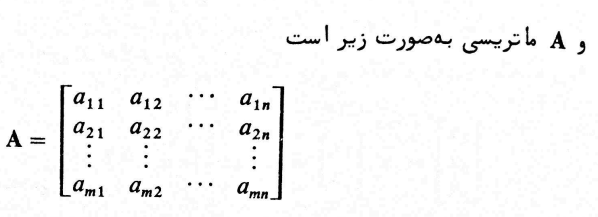 و A ماتریسی به‌صورت زیر است
A = [a₁₁ a₁₂ ⋯ a₁ₙ
a₂₁ a₂₂ ⋯ a₂ₙ
⋮ ⋮ ⋮
aₘ₁ aₘ₂ ⋯ aₘₙ]